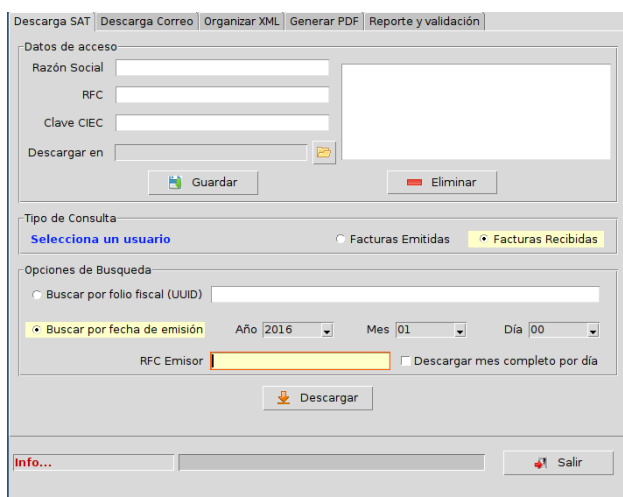 Descarga SAT Descarga Correo Organizar XML Generar PDF Reporte y validación
Datos de acceso
Razón Social
RFC
Clave CIEC
Descargar en
Guardar Eliminar
Tipo de Consulta
Selecciona un usuario Facturas Emitidas Facturas Recibidas
Opciones de Busqueda
Buscar por folio fiscal (UUID)
Buscar por fecha de emisión Año 2016 Mes 01 Día 00
RFC Emisor Descargar mes completo por día
Descargar
Info... Salir